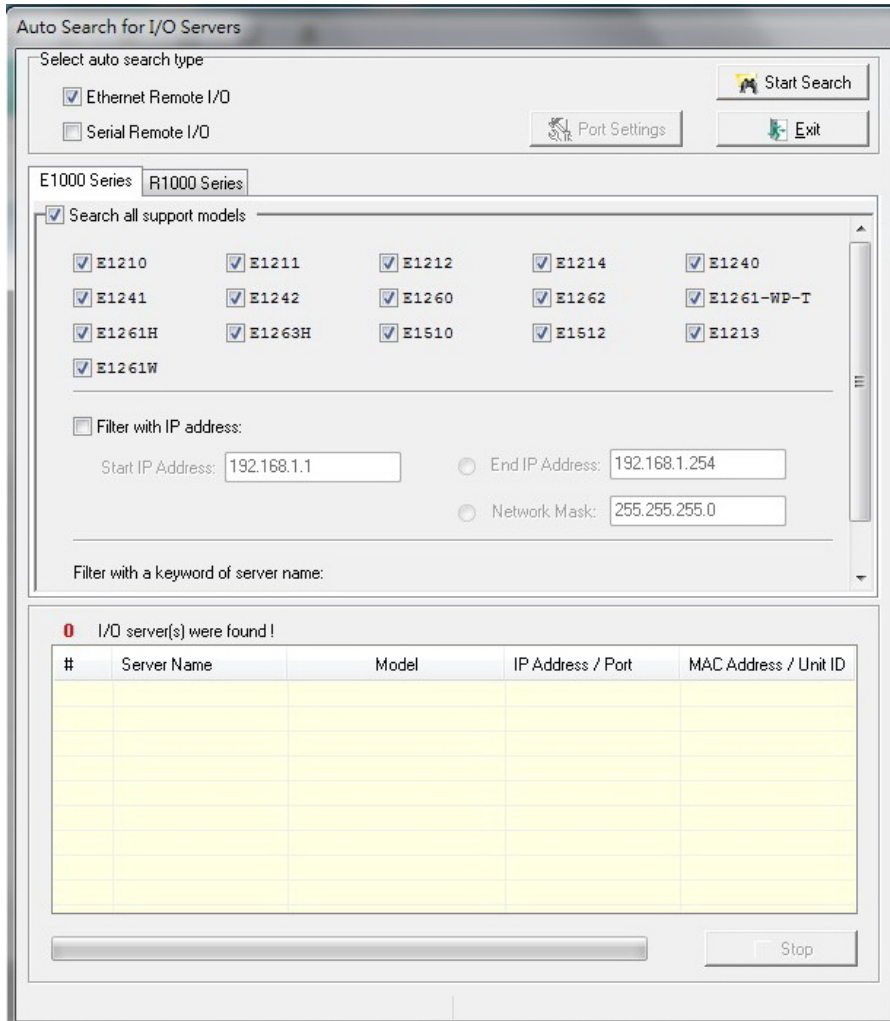 Auto Search for I/O Servers
Select auto search type
Ethernet Remote I/O
Start Search
Serial Remote I/O
Port Settings
Exit
E1000 Series
R1000 Series
Search all support models
E1210 E1211 E1212 E1214 E1240
E1241 E1242 E1260 E1262 E1261-WP-T
E1261H E1263H E1510 E1512 E1213
E1261W
Filter with IP address:
Start IP Address: 192.168.1.1 End IP Address: 192.168.1.254
Network Mask: 255.255.255.0
Filter with a keyword of server name:
0 I/O server(s) were found !
# Server Name Model IP Address / Port MAC Address / Unit ID
Stop